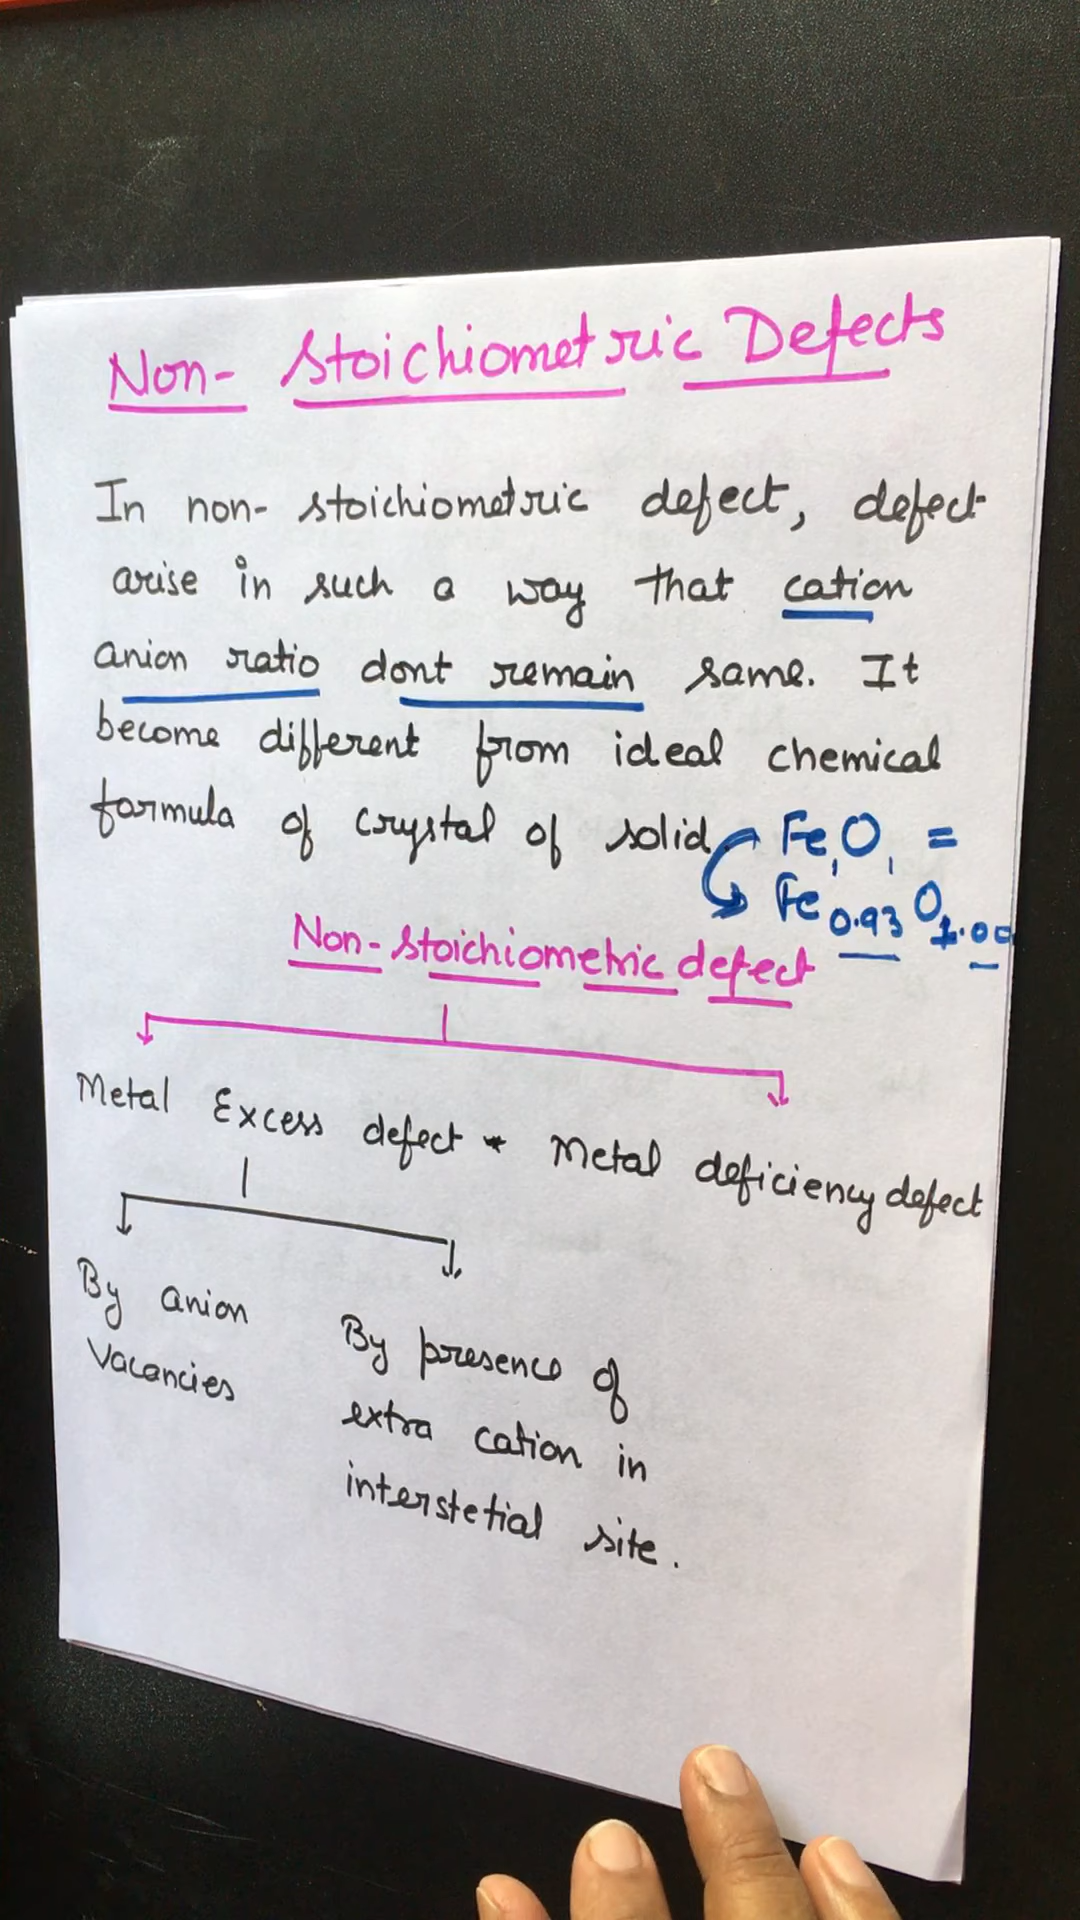 Non- Stoichiometric Defects
In non- stoichiometric defect, defect
arise in such a way that cation
anion ratio dont remain same. It
become different from ideal chemical
formula of crystal of solid Fe1O1 =
Fe0.93 O1.00
Non-stoichiometric defect
Metal Excess defect Metal deficiency defect
By anion
vacancies
By presence of
extra cation in
interstetial site.